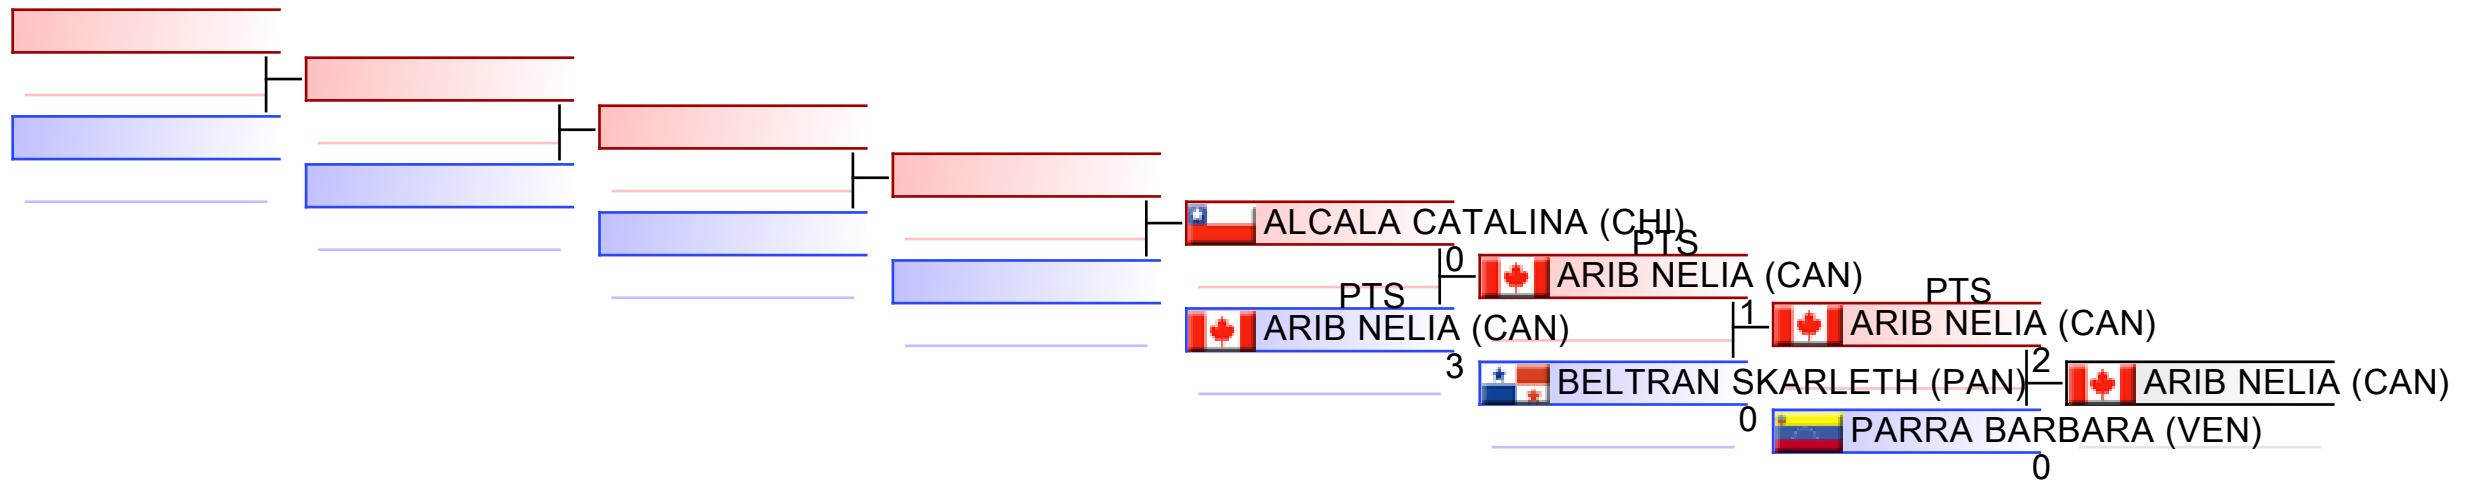 ALCALA CATALINA (CHI)
PTS
0
ARIB NELIA (CAN)
PTS
PTS
1
ARIB NELIA (CAN)
ARIB NELIA (CAN)
3
2
BELTRAN SKARLETH (PAN)
ARIB NELIA (CAN)
0
PARRA BARBARA (VEN)
0